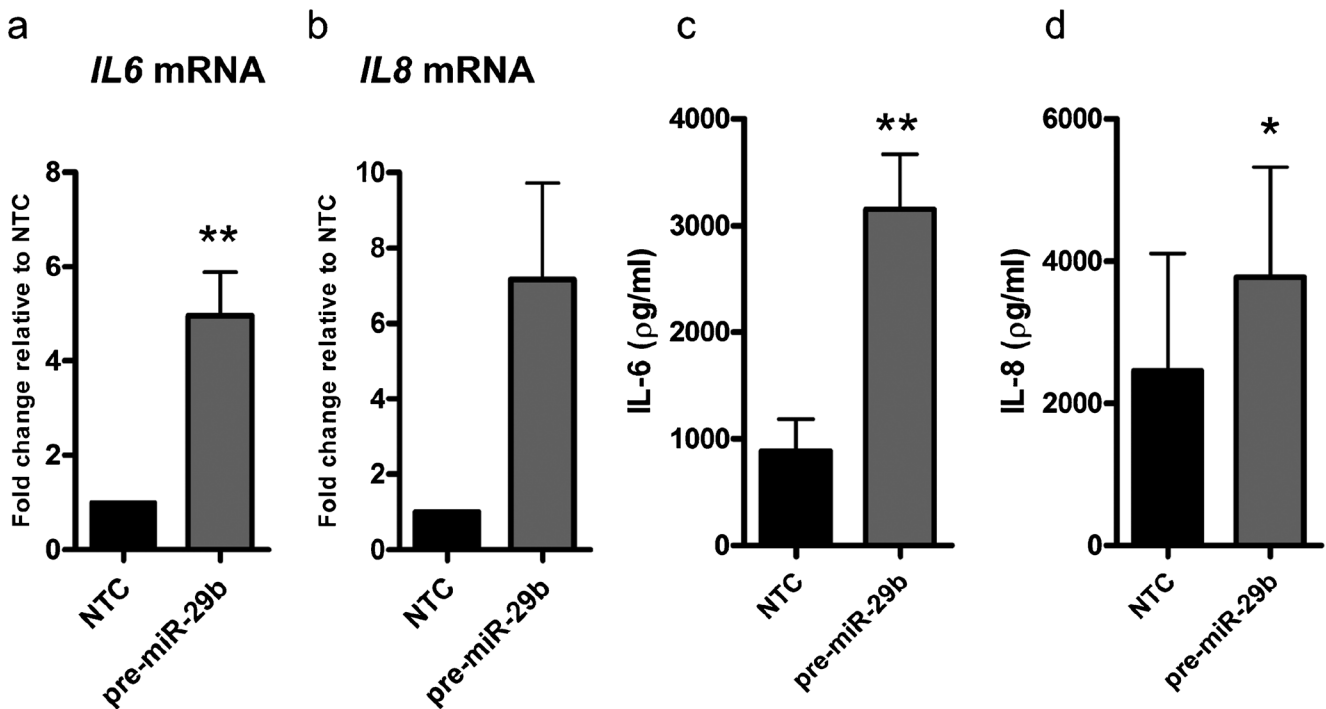 a
IL6 mRNA
Fold change relative to NTC
8
6
4
2
0
**
NTC
pre-miR-29b
b
IL8 mRNA
Fold change relative to NTC
10
8
6
4
2
0
NTC
pre-miR-29b
c
IL-6 (ρg/ml)
4000
3000
2000
1000
0
**
NTC
pre-miR-29b
d
IL-8 (ρg/ml)
6000
4000
2000
0
*
NTC
pre-miR-29b